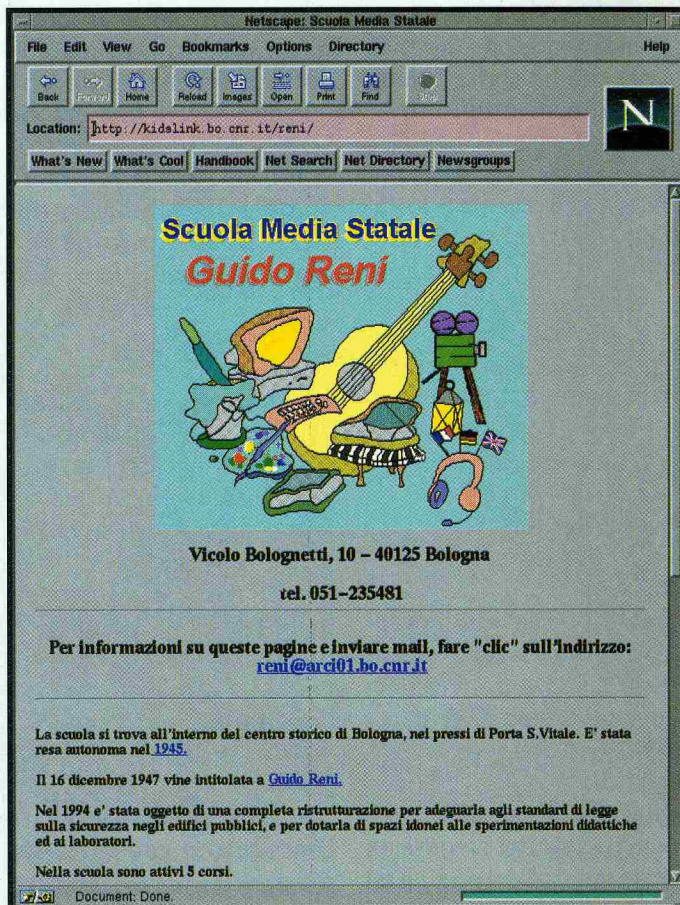 Netscape: Scuola Media Statale
File Edit View Go Bookmarks Options Directory Help
Back Forward Home Reload Images Open Print Find Stop
Location: http://kidslink.bo.cnr.it/reni/
N
What's New What's Cool Handbook Net Search Net Directory Newsgroups
Scuola Media Statale
Guido Reni
Vicolo Bolognetti, 10 – 40125 Bologna
tel. 051–235481
Per informazioni su queste pagine e inviare mail, fare "clic" sull'indirizzo:
reni@arci01.bo.cnr.it
La scuola si trova all'interno del centro storico di Bologna, nei pressi di Porta S.Vitale. E' stata
resa autonoma nel 1945.
Il 16 dicembre 1947 vine intitolata a Guido Reni.
Nel 1994 e' stata oggetto di una completa ristrutturazione per adeguarla agli standard di legge
sulla sicurezza negli edifici pubblici, e per dotarla di spazi idonei alle sperimentazioni didattiche
ed ai laboratori.
Nella scuola sono attivi 5 corsi.
Document: Done.